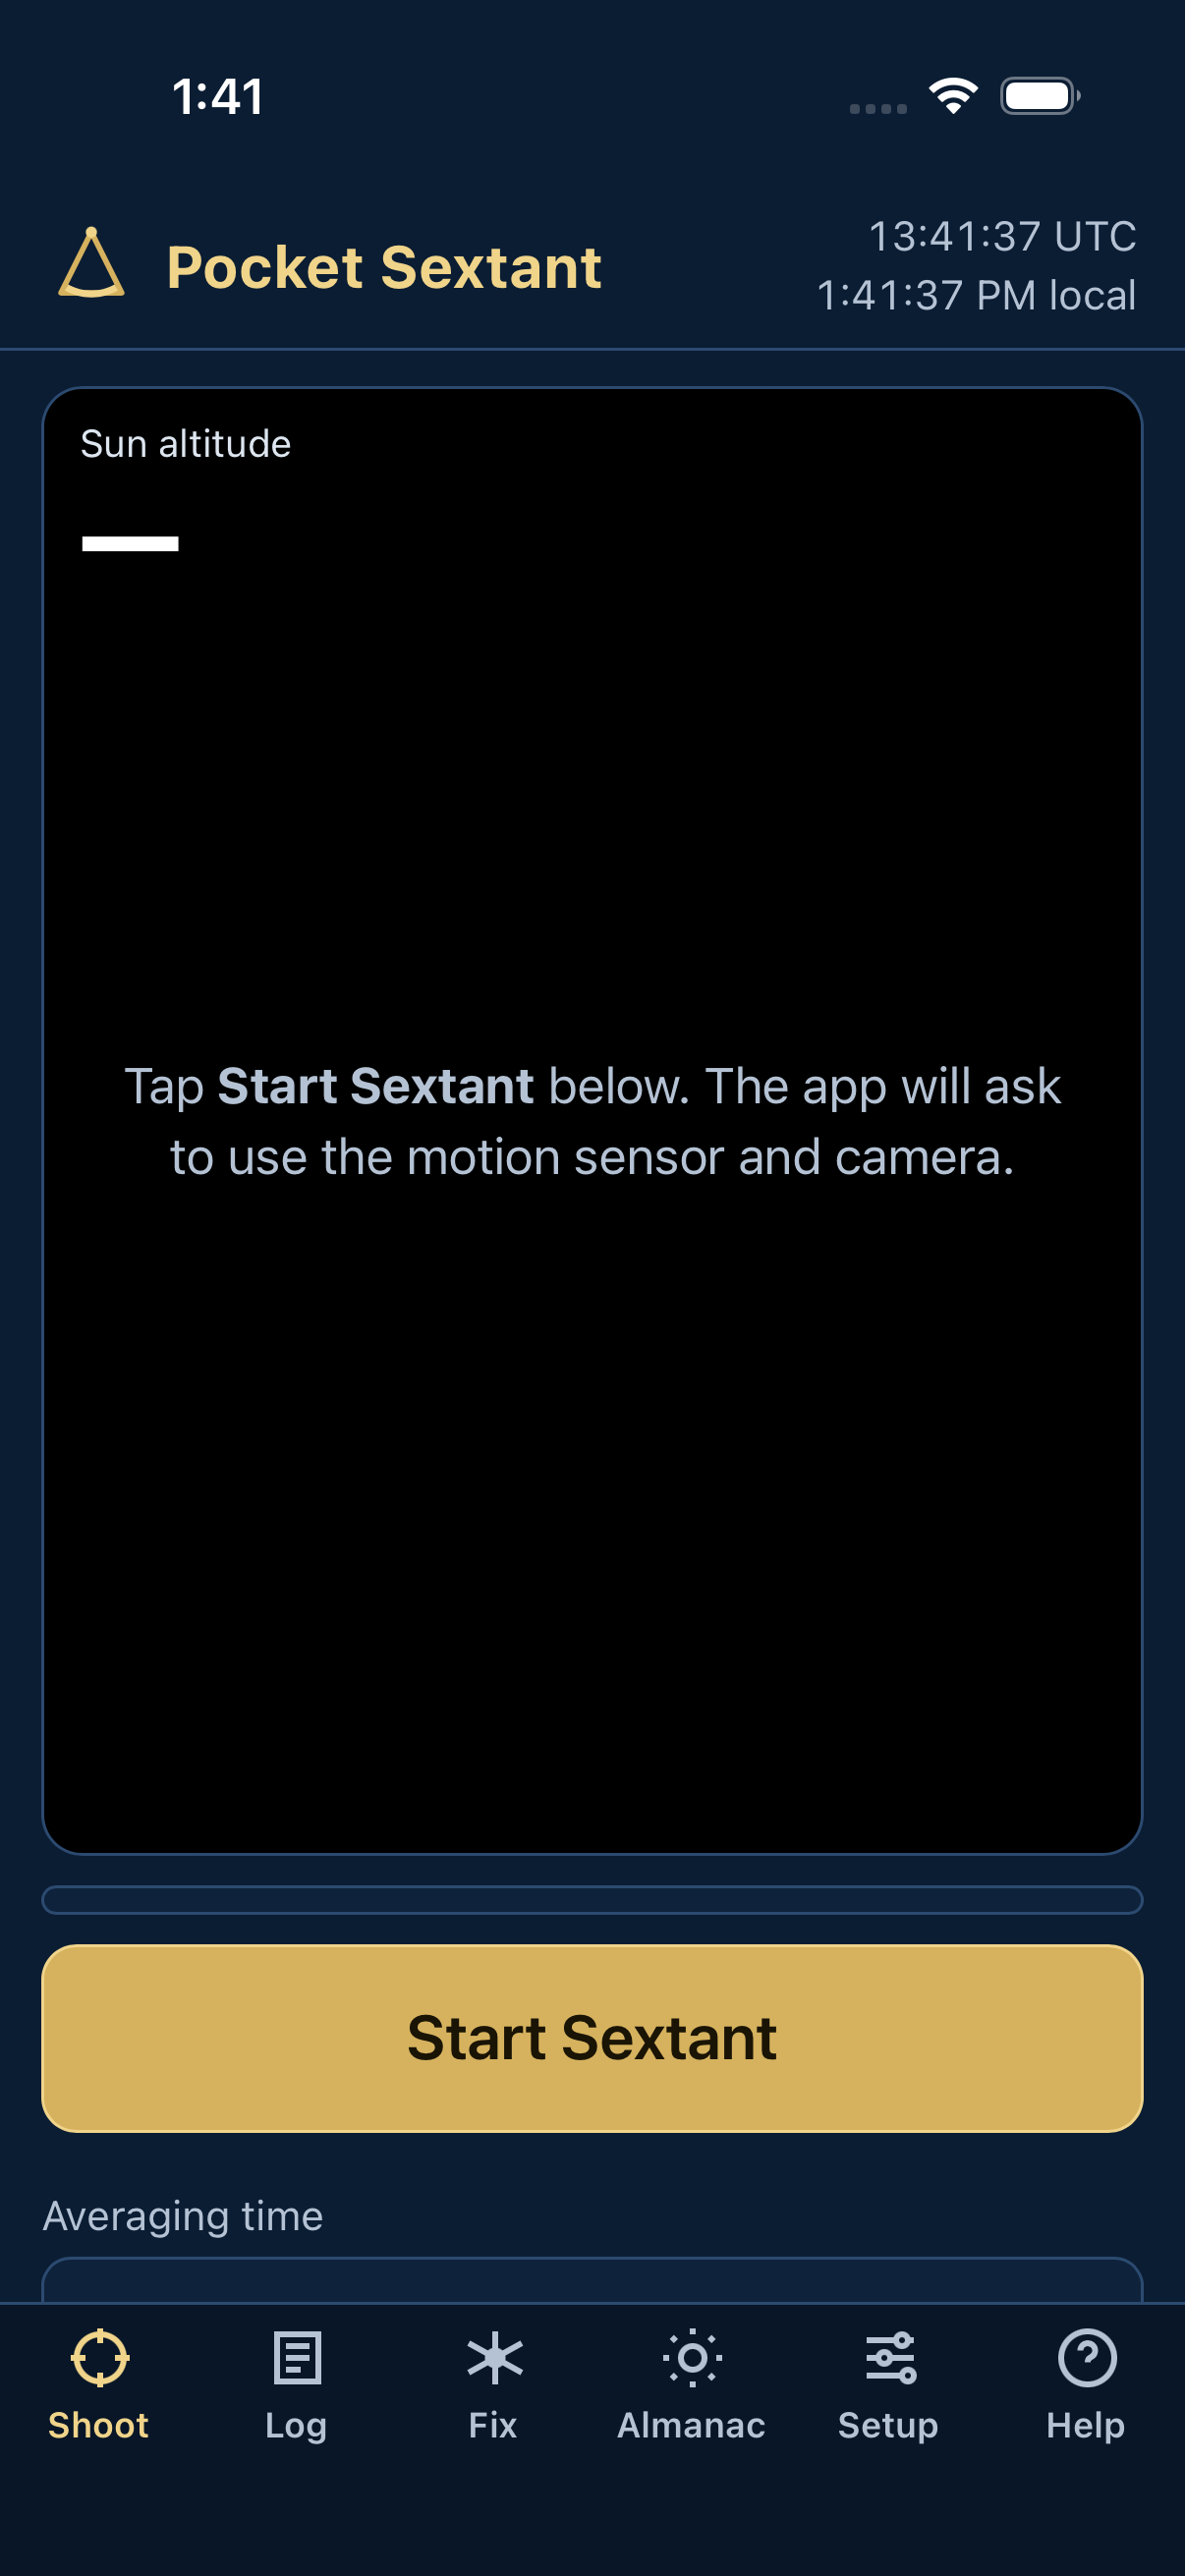 1:41
Pocket Sextant
13:41:37 UTC
1:41:37 PM local
Sun altitude
—
Tap Start Sextant below. The app will ask
to use the motion sensor and camera.
Start Sextant
Averaging time
Shoot
Log
Fix
Almanac
Setup
Help